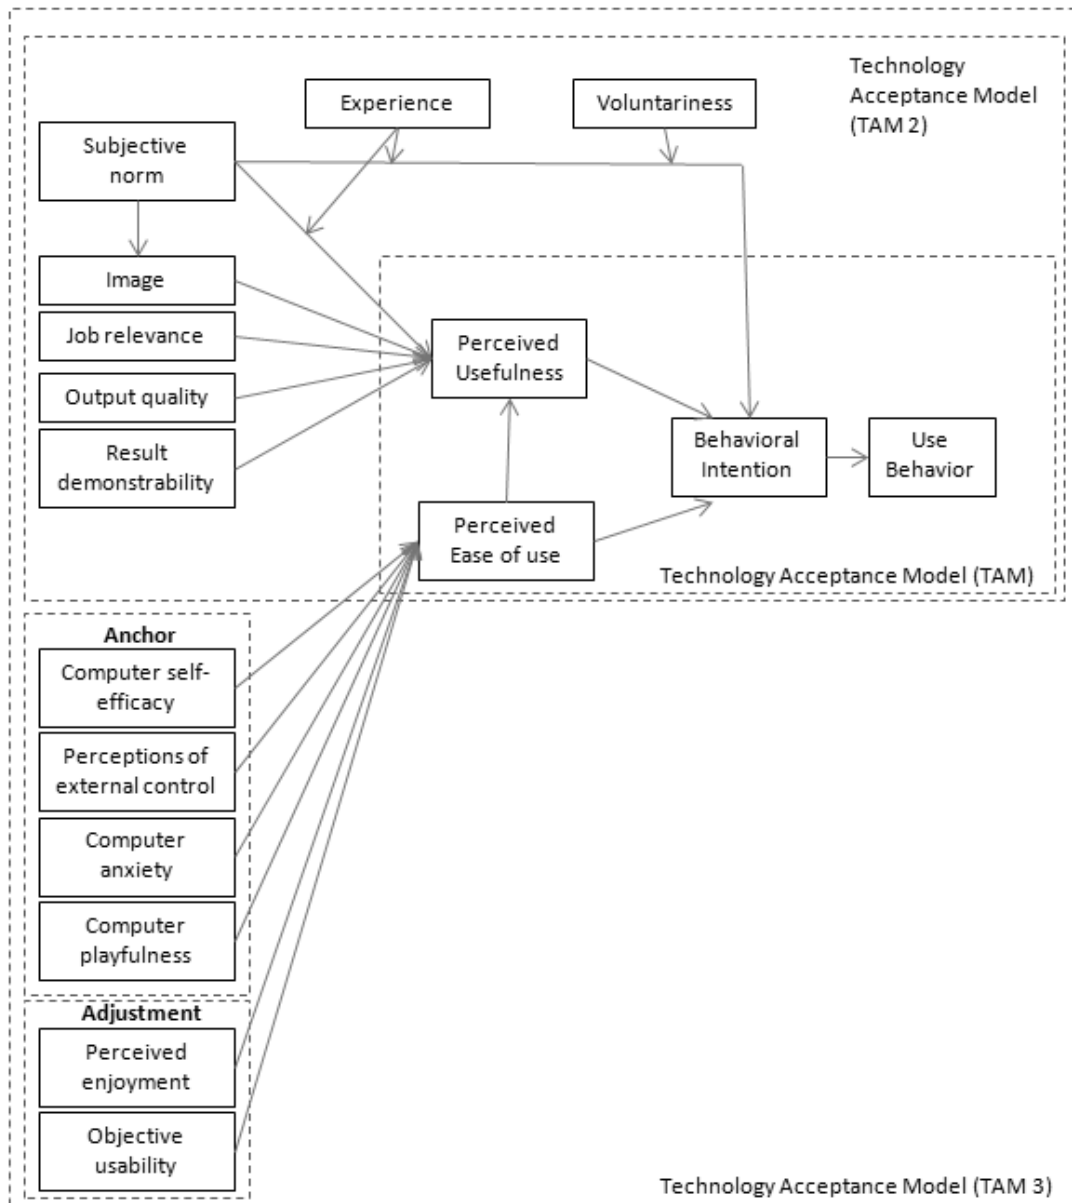 Technology
Acceptance Model
(TAM 2)
Experience
Voluntariness
Subjective
norm
Image
Job relevance
Output quality
Result
demonstrability
Perceived
Usefulness
Behavioral
Intention
Use
Behavior
Perceived
Ease of use
Technology Acceptance Model (TAM)
Anchor
Computer self-
efficacy
Perceptions of
external control
Computer
anxiety
Computer
playfulness
Adjustment
Perceived
enjoyment
Objective
usability
Technology Acceptance Model (TAM 3)